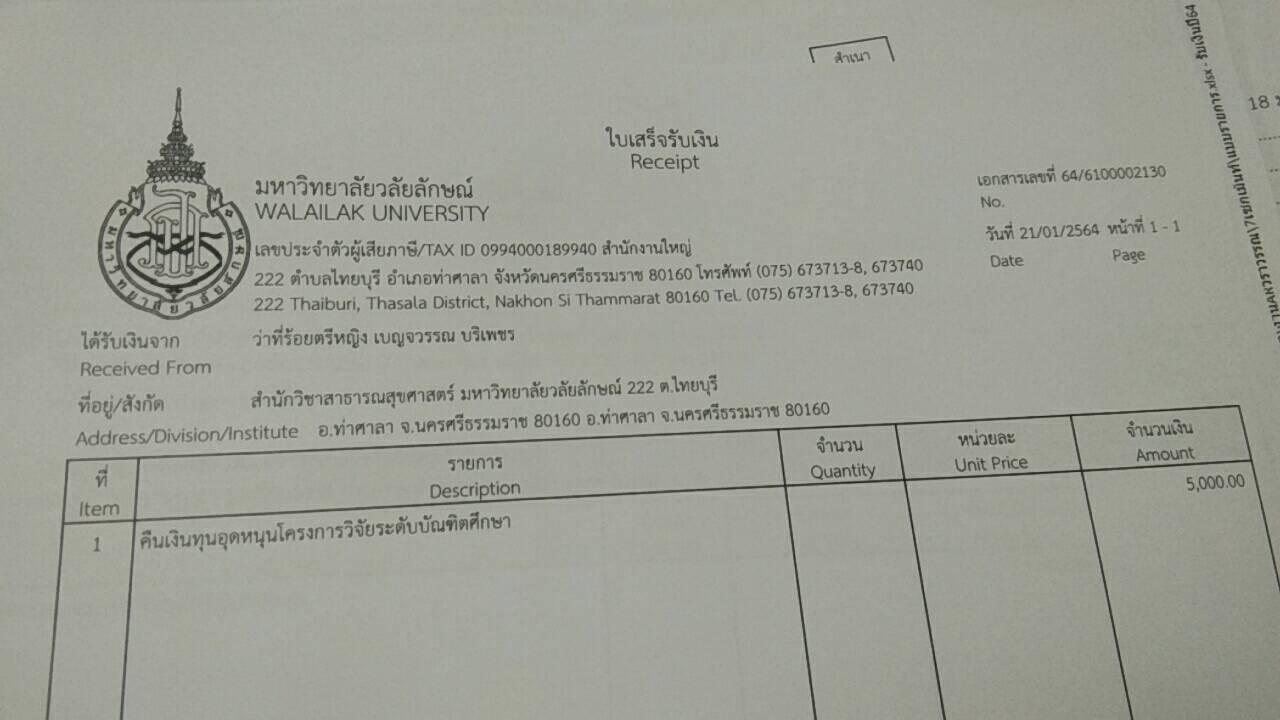 สำเนา
ใบเสร็จรับเงิน
Receipt
มหาวิทยาลัยวลัยลักษณ์
WALAILAK UNIVERSITY
เอกสารเลขที่ 64/6100002130
No.
วันที่ 21/01/2564 หน้าที่ 1 - 1
Date Page
เลขประจำตัวผู้เสียภาษี/TAX ID 0994000189940 สำนักงานใหญ่
222 ตำบลไทยบุรี อำเภอท่าศาลา จังหวัดนครศรีธรรมราช 80160 โทรศัพท์ (075) 673713-8, 673740
222 Thaiburi, Thasala District, Nakhon Si Thammarat 80160 Tel. (075) 673713-8, 673740
มหาวิทยาลัยวลัยลักษณ์
ได้รับเงินจาก ว่าที่ร้อยตรีหญิง เบญจวรรณ บริเพชร
Received From
ที่อยู่/สังกัด สำนักวิชาสาธารณสุขศาสตร์ มหาวิทยาลัยวลัยลักษณ์ 222 ต.ไทยบุรี
Address/Division/Institute อ.ท่าศาลา จ.นครศรีธรรมราช 80160 อ.ท่าศาลา จ.นครศรีธรรมราช 80160
ที่ รายการ จำนวน หน่วยละ จำนวนเงิน
Item Description Quantity Unit Price Amount
1 คืนเงินทุนอุดหนุนโครงการวิจัยระดับบัณฑิตศึกษา 5,000.00
18